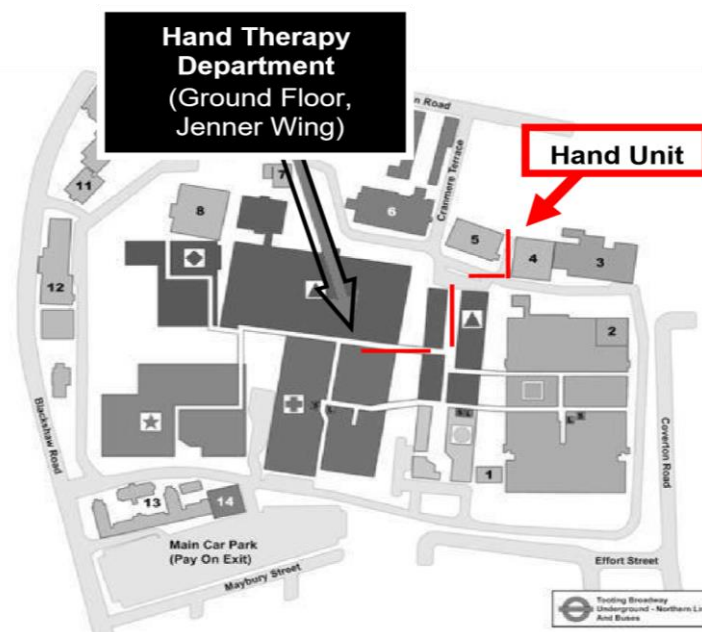 Hand Therapy
Department
(Ground Floor,
Jenner Wing)
n Road
Cranmere Terrace
Hand Unit
11
7
8
6
5
4
3
12
2
Blackshaw Road
Coverton Road
1
13
14
Main Car Park
(Pay On Exit)
Maybury Street
Effort Street
Tooting Broadway
Underground - Northern Lin
And Buses